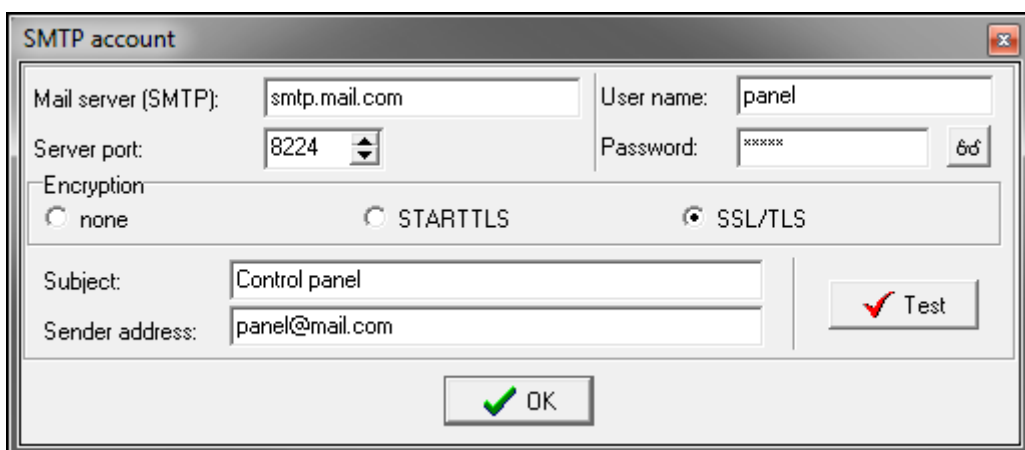 SMTP account
Mail server (SMTP): smtp.mail.com User name: panel
Server port: 8224 Password: xxxxx
Encryption
none STARTTLS SSL/TLS
Subject: Control panel
Sender address: panel@mail.com
Test
OK